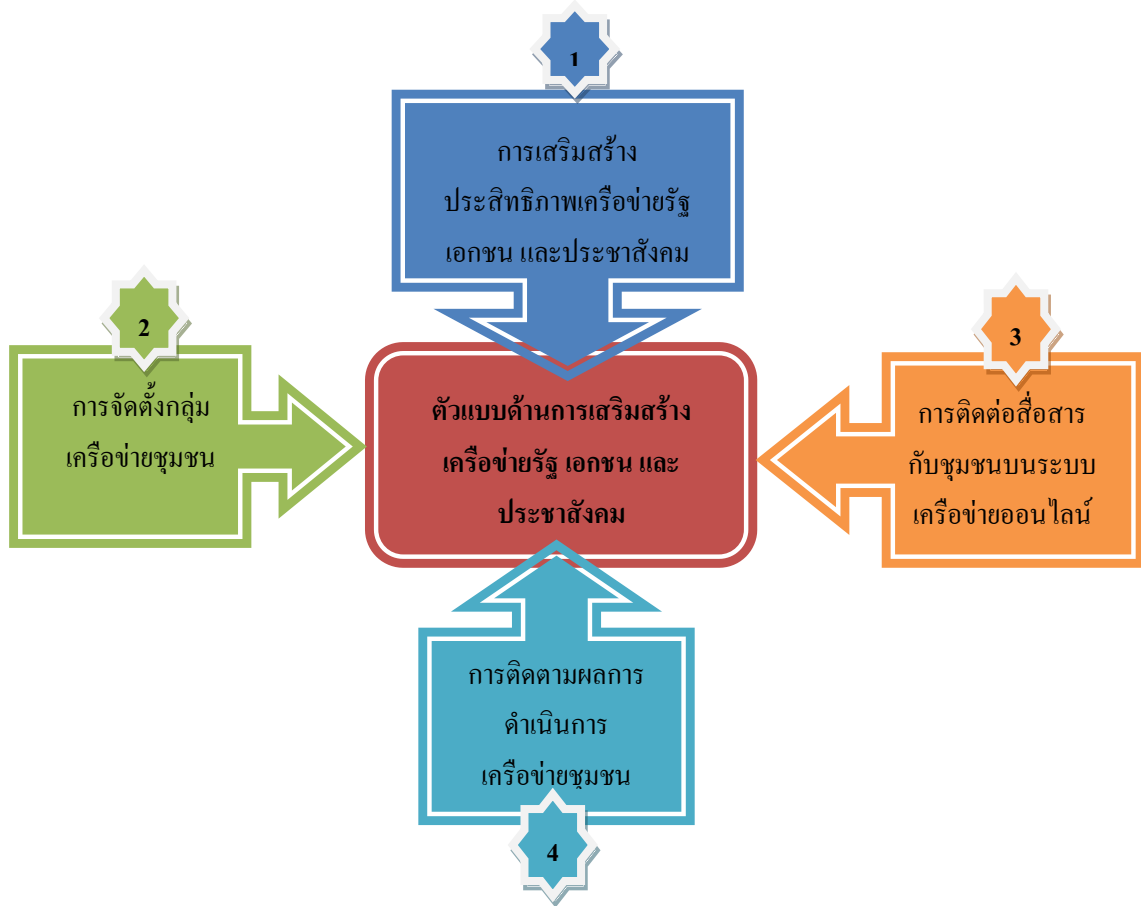 1
การเสริมสร้าง
ประสิทธิภาพเครือข่ายรัฐ
เอกชน และประชาสังคม
2
การจัดตั้งกลุ่ม
เครือข่ายชุมชน
ตัวแบบด้านการเสริมสร้าง
เครือข่ายรัฐ เอกชน และ
ประชาสังคม
3
การติดต่อสื่อสาร
กับชุมชนบนระบบ
เครือข่ายออนไลน์
การติดตามผลการ
ดำเนินการ
เครือข่ายชุมชน
4